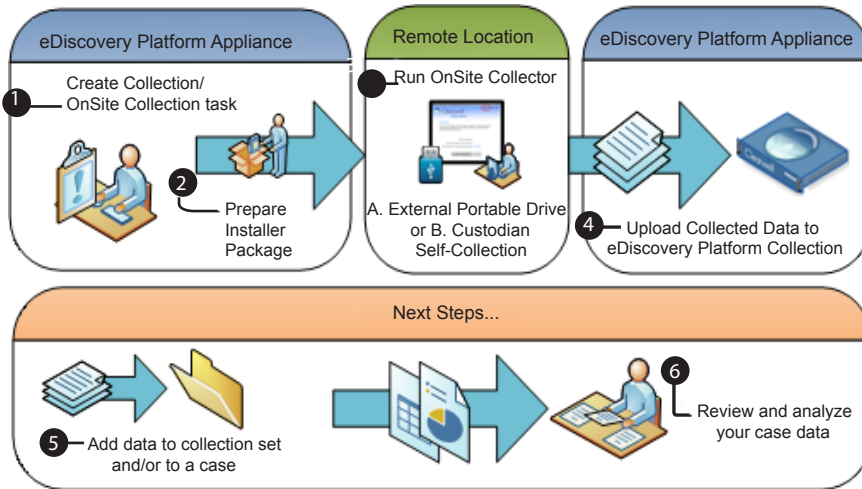 eDiscovery Platform Appliance
1
Create Collection/
OnSite Collection task
2
Prepare
Installer
Package
Remote Location
Run OnSite Collector
A. External Portable Drive
or B. Custodian
Self-Collection
eDiscovery Platform Appliance
4
Upload Collected Data to
eDiscovery Platform Collection
Next Steps...
5
Add data to collection set
and/or to a case
6
Review and analyze
your case data